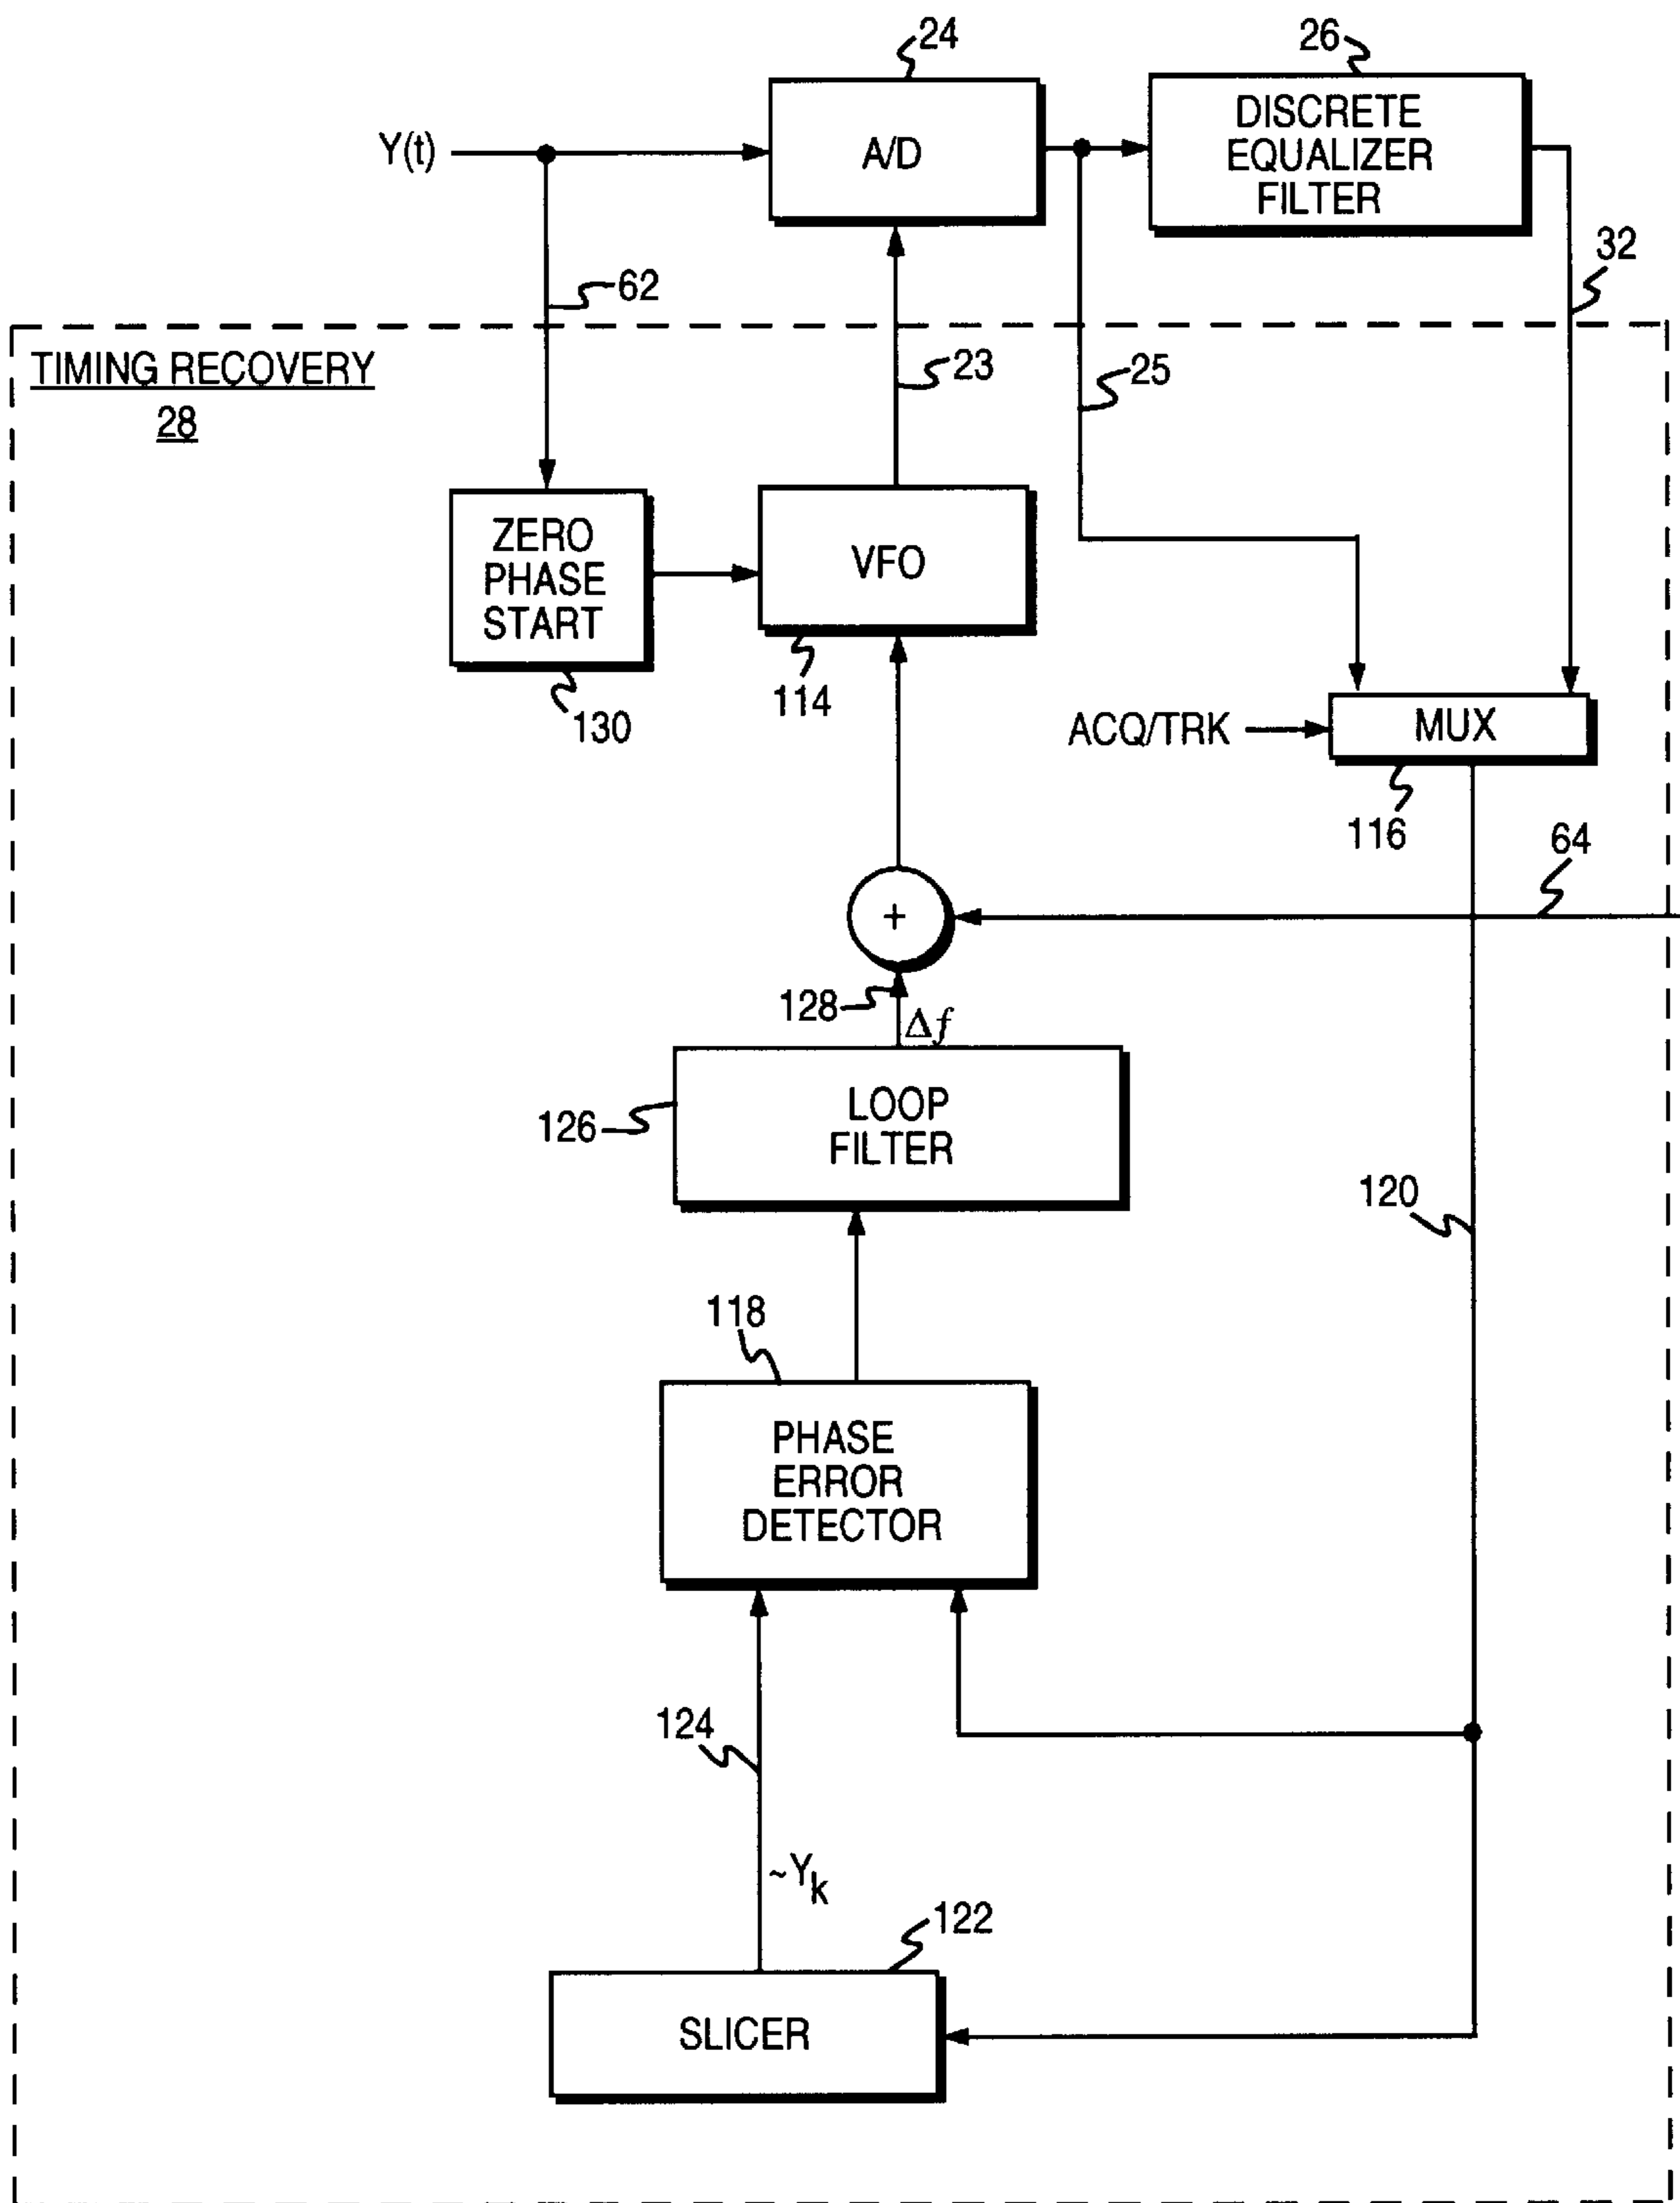 24
26
Y(t)
A/D
DISCRETE
EQUALIZER
FILTER
62
32
TIMING RECOVERY
28
23
25
ZERO
PHASE
START
VFO
130
114
ACQ/TRK
MUX
116
64
+
128
Δf
126
LOOP
FILTER
120
118
PHASE
ERROR
DETECTOR
124
~Yk
122
SLICER